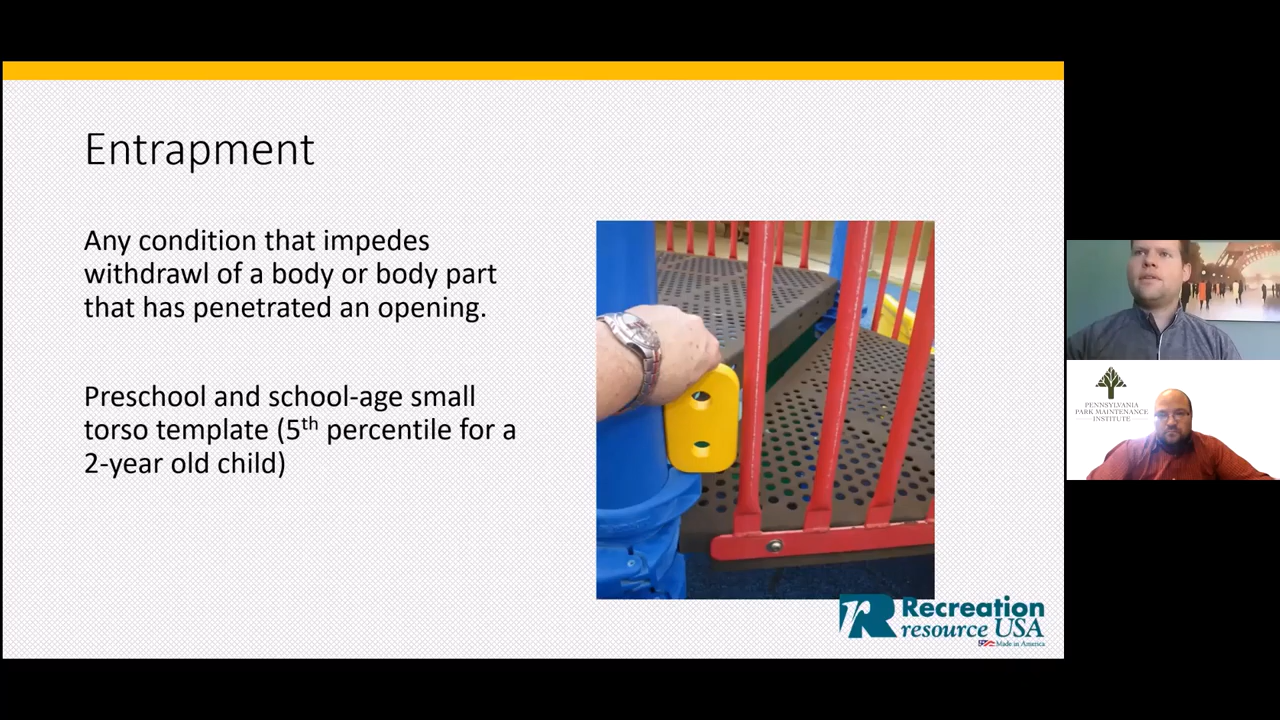 Entrapment
Any condition that impedes
withdrawl of a body or body part
that has penetrated an opening.
Preschool and school-age small
torso template (5th percentile for a
2-year old child)
Recreation
resource USA
Made in America
PENNSYLVANIA
PARK MAINTENANCE
INSTITUTE